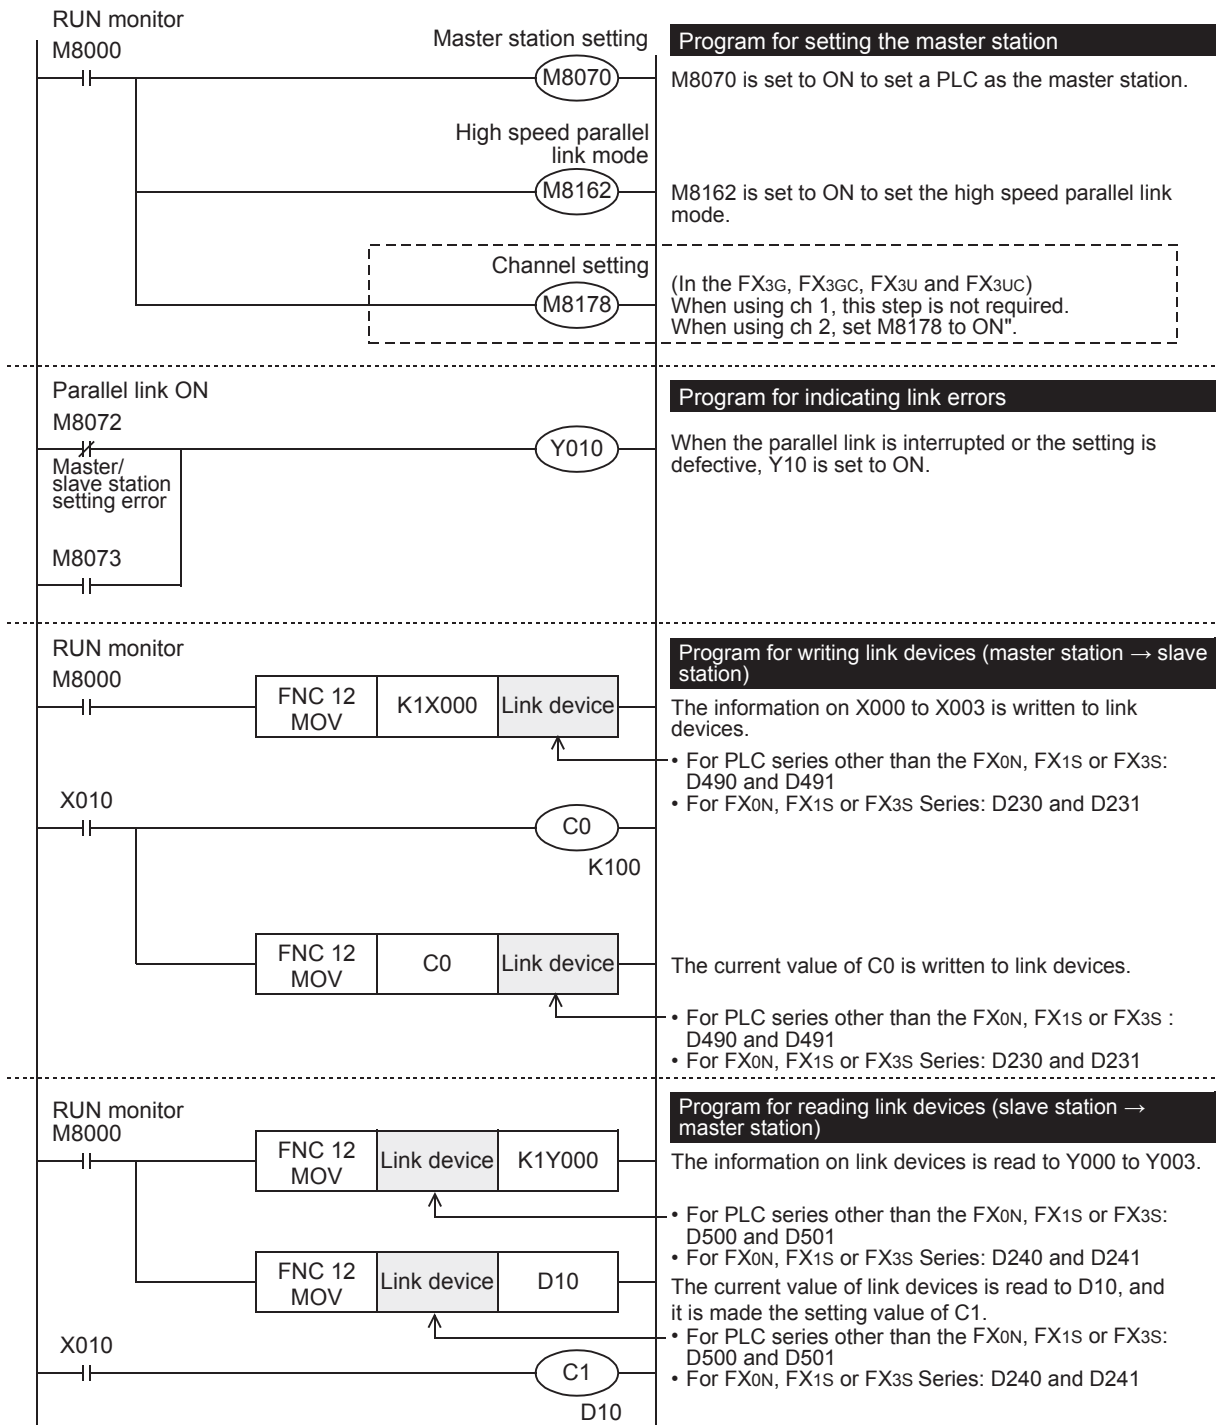 RUN monitor
M8000
Master station setting
M8070
Program for setting the master station
M8070 is set to ON to set a PLC as the master station.
High speed parallel
link mode
M8162
M8162 is set to ON to set the high speed parallel link
mode.
Channel setting
M8178
(In the FX3G, FX3GC, FX3U and FX3UC)
When using ch 1, this step is not required.
When using ch 2, set M8178 to ON".
Parallel link ON
M8072
Master/
slave station
setting error
M8073
Y010
Program for indicating link errors
When the parallel link is interrupted or the setting is
defective, Y10 is set to ON.
RUN monitor
M8000
FNC 12
MOV
K1X000
Link device
Program for writing link devices (master station → slave
station)
The information on X000 to X003 is written to link
devices.
• For PLC series other than the FX0N, FX1S or FX3S:
D490 and D491
• For FX0N, FX1S or FX3S Series: D230 and D231
X010
C0
K100
FNC 12
MOV
C0
Link device
The current value of C0 is written to link devices.
• For PLC series other than the FX0N, FX1S or FX3S :
D490 and D491
• For FX0N, FX1S or FX3S Series: D230 and D231
RUN monitor
M8000
FNC 12
MOV
Link device
K1Y000
Program for reading link devices (slave station →
master station)
The information on link devices is read to Y000 to Y003.
• For PLC series other than the FX0N, FX1S or FX3S:
D500 and D501
• For FX0N, FX1S or FX3S Series: D240 and D241
FNC 12
MOV
Link device
D10
The current value of link devices is read to D10, and
it is made the setting value of C1.
• For PLC series other than the FX0N, FX1S or FX3S:
D500 and D501
• For FX0N, FX1S or FX3S Series: D240 and D241
X010
C1
D10